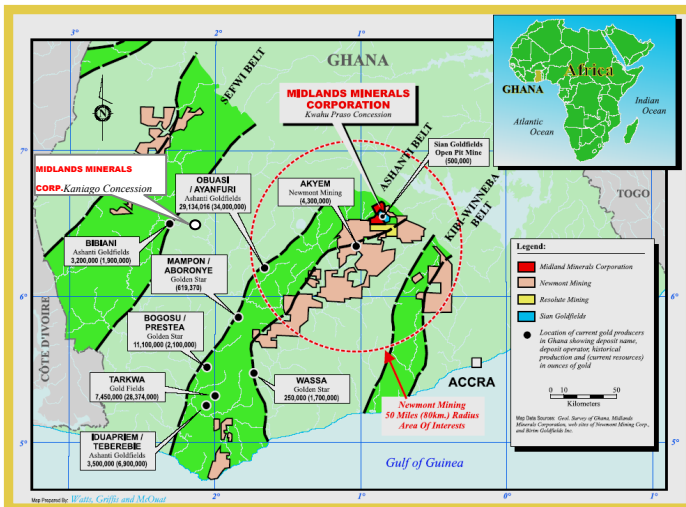 2°
1°
0°
1°
GHANA
SEFWI BELT
MIDLANDS MINERALS
CORPORATION
Kwahu Praso Concession
ASHANTI BELT
Sian Goldfields
Open Pit Mine
(500,000)
GHANA
Africa
Atlantic
Ocean
Indian
Ocean
N
7°
7°
MIDLANDS MINERALS
CORP.-Kaniago Concession
OBUASI
/ AYANFURI
Ashanti Goldfields
29,134,016 (34,000,000)
AKYEM
Newmont Mining
(4,300,000)
KIBI-WINNEBA
BELT
TOGO
BIBIANI
Ashanti Goldfields
3,200,000 (1,900,000)
MAMPON /
ABORONYE
Golden Star
(619,370)
6°
6°
BOGOSU /
PRESTEA
Golden Star
11,100,000 (2,100,000)
CÔTE D'IVOIRE
TARKWA
Gold Fields
7,450,000 (28,374,000)
WASSA
Golden Star
250,000 (1,700,000)
ACCRA
Newmont Mining
50 Miles (80km.) Radius
Area Of Interests
IDUAPRIEM /
TEBEREBIE
Ashanti Goldfields
3,500,000 (6,900,000)
5°
5°
Gulf of Guinea
Legend:
Midland Minerals Corporation
Newmont Mining
Resolute Mining
Sian Goldfields
Location of current gold producers
in Ghana showing deposit name,
deposit operator, historical
production and (current resources)
in ounces of gold
0 10 50
Kilometers
Map Data Sources: Geol. Survey of Ghana, Midlands
Minerals Corporation, web sites of Newmont Mining Corp.,
and Birim Goldfields Inc.
Map Prepared By: Watts, Griffis and McOuat
2°
1°
0°
1°